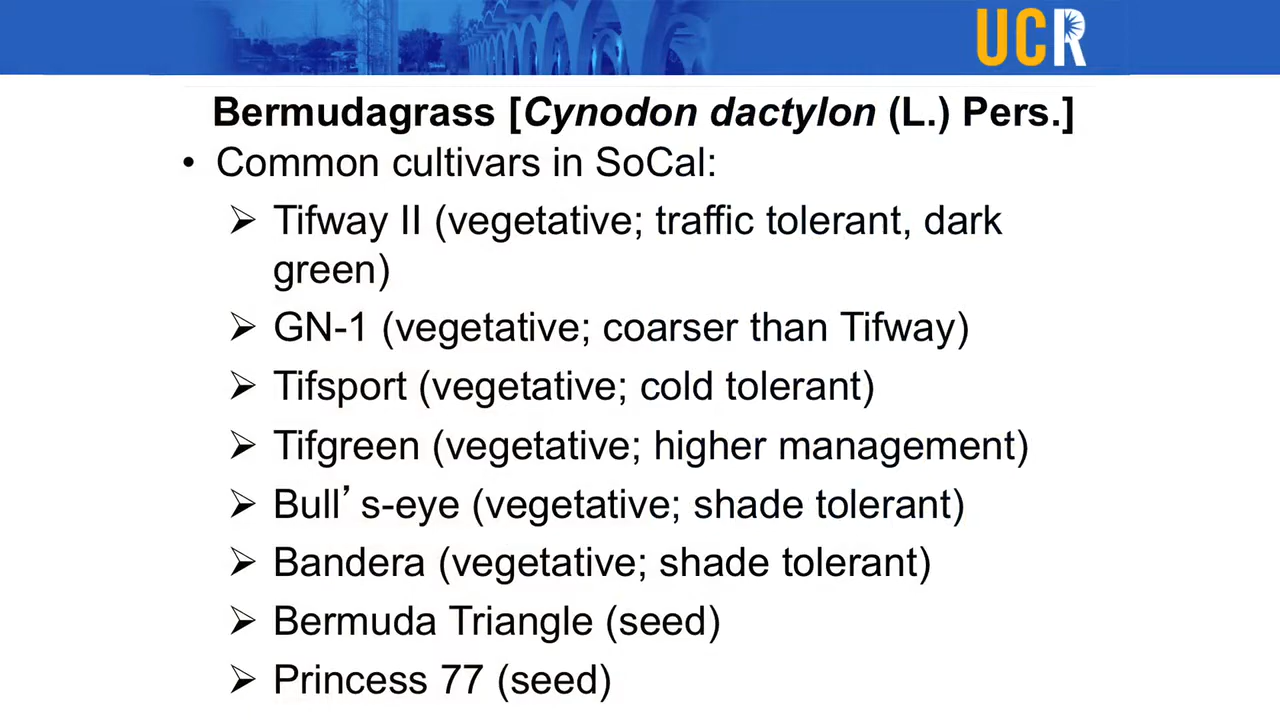 UCR
Bermudagrass [Cynodon dactylon (L.) Pers.]
• Common cultivars in SoCal:
➢ Tifway II (vegetative; traffic tolerant, dark
green)
➢ GN-1 (vegetative; coarser than Tifway)
➢ Tifsport (vegetative; cold tolerant)
➢ Tifgreen (vegetative; higher management)
➢ Bull’s-eye (vegetative; shade tolerant)
➢ Bandera (vegetative; shade tolerant)
➢ Bermuda Triangle (seed)
➢ Princess 77 (seed)